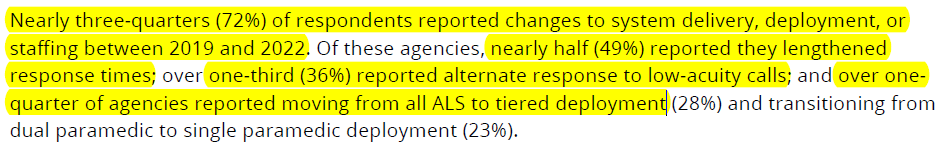 Nearly three-quarters (72%) of respondents reported changes to system delivery, deployment, or
staffing between 2019 and 2022. Of these agencies, nearly half (49%) reported they lengthened
response times; over one-third (36%) reported alternate response to low-acuity calls; and over one-
quarter of agencies reported moving from all ALS to tiered deployment (28%) and transitioning from
dual paramedic to single paramedic deployment (23%).